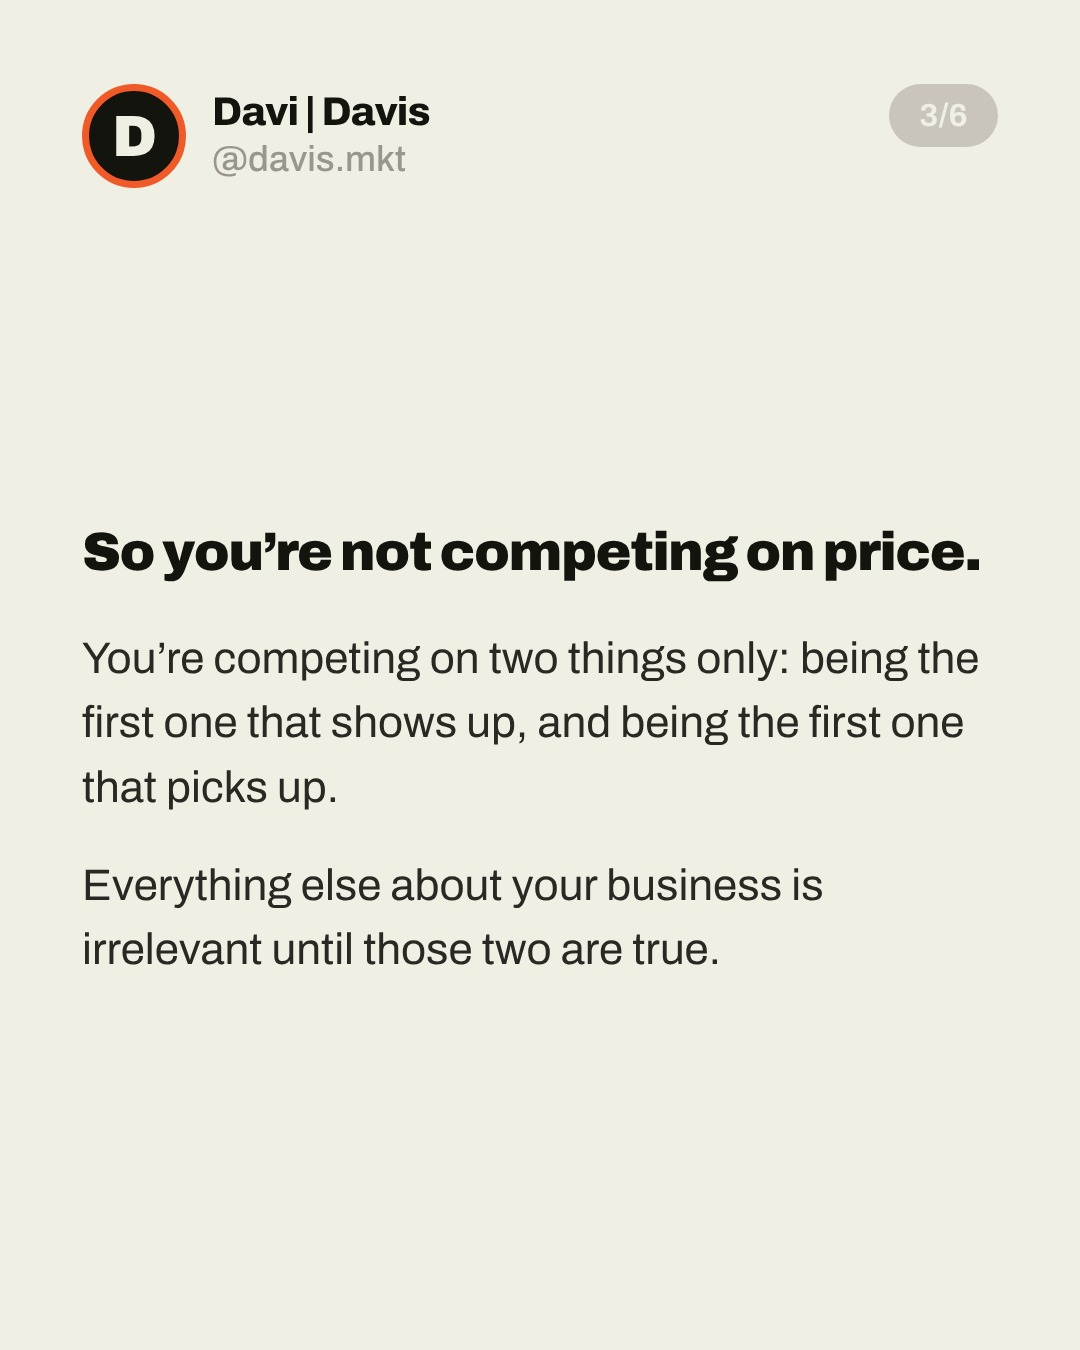 D
Davi | Davis
@davis.mkt
3/6
So you’re not competing on price.
You’re competing on two things only: being the
first one that shows up, and being the first one
that picks up.
Everything else about your business is
irrelevant until those two are true.